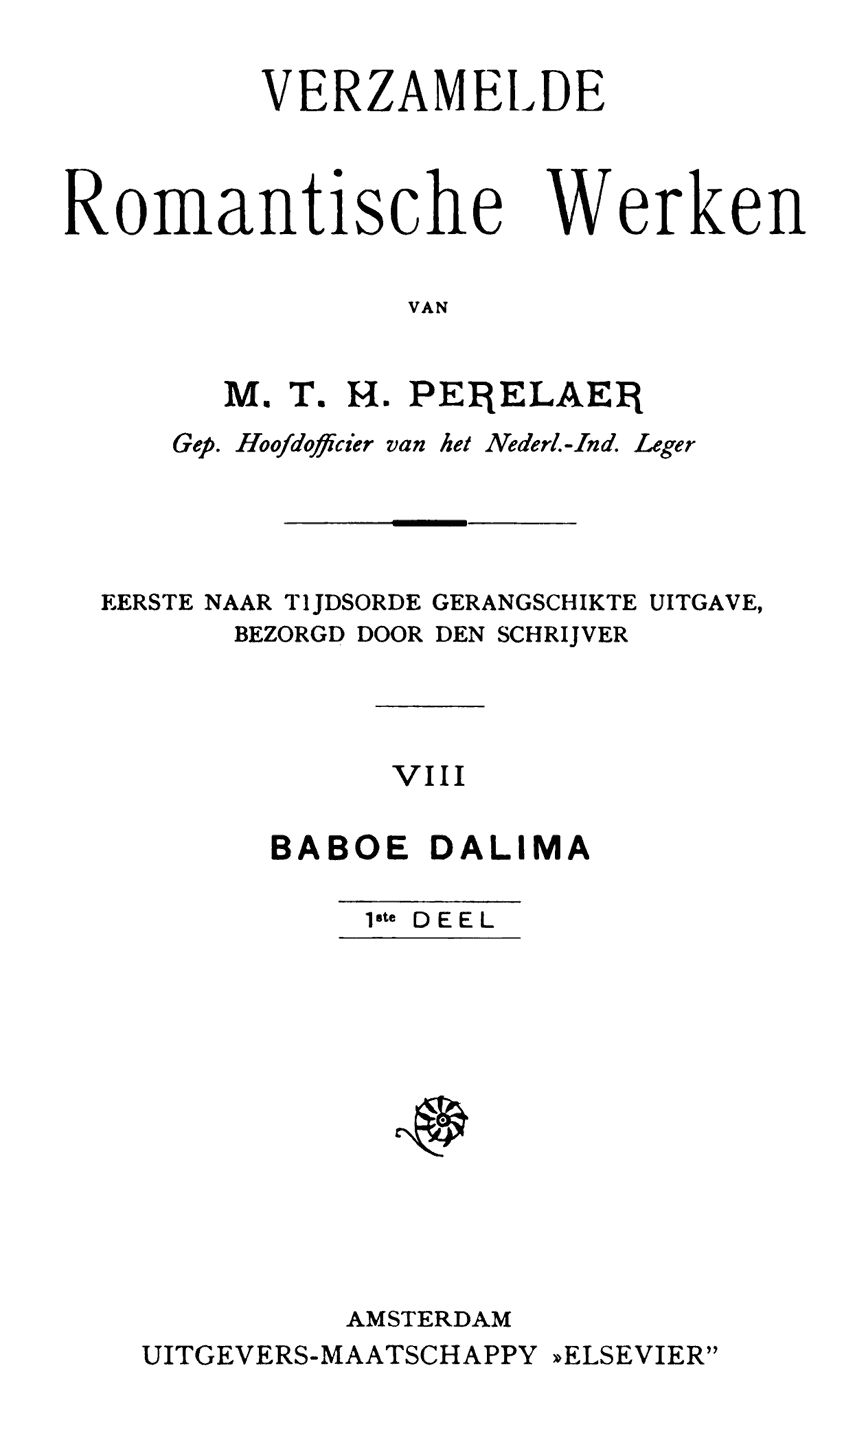 VERZAMELDE
Romantische Werken
VAN
M. T. H. PERELAER
Gep. Hoofdofficier van het Nederl.-Ind. Leger
EERSTE NAAR TIJDSORDE GERANGSCHIKTE UITGAVE,
BEZORGD DOOR DEN SCHRIJVER
VIII
BABOE DALIMA
1ste DEEL
AMSTERDAM
UITGEVERS-MAATSCHAPPY »ELSEVIER”